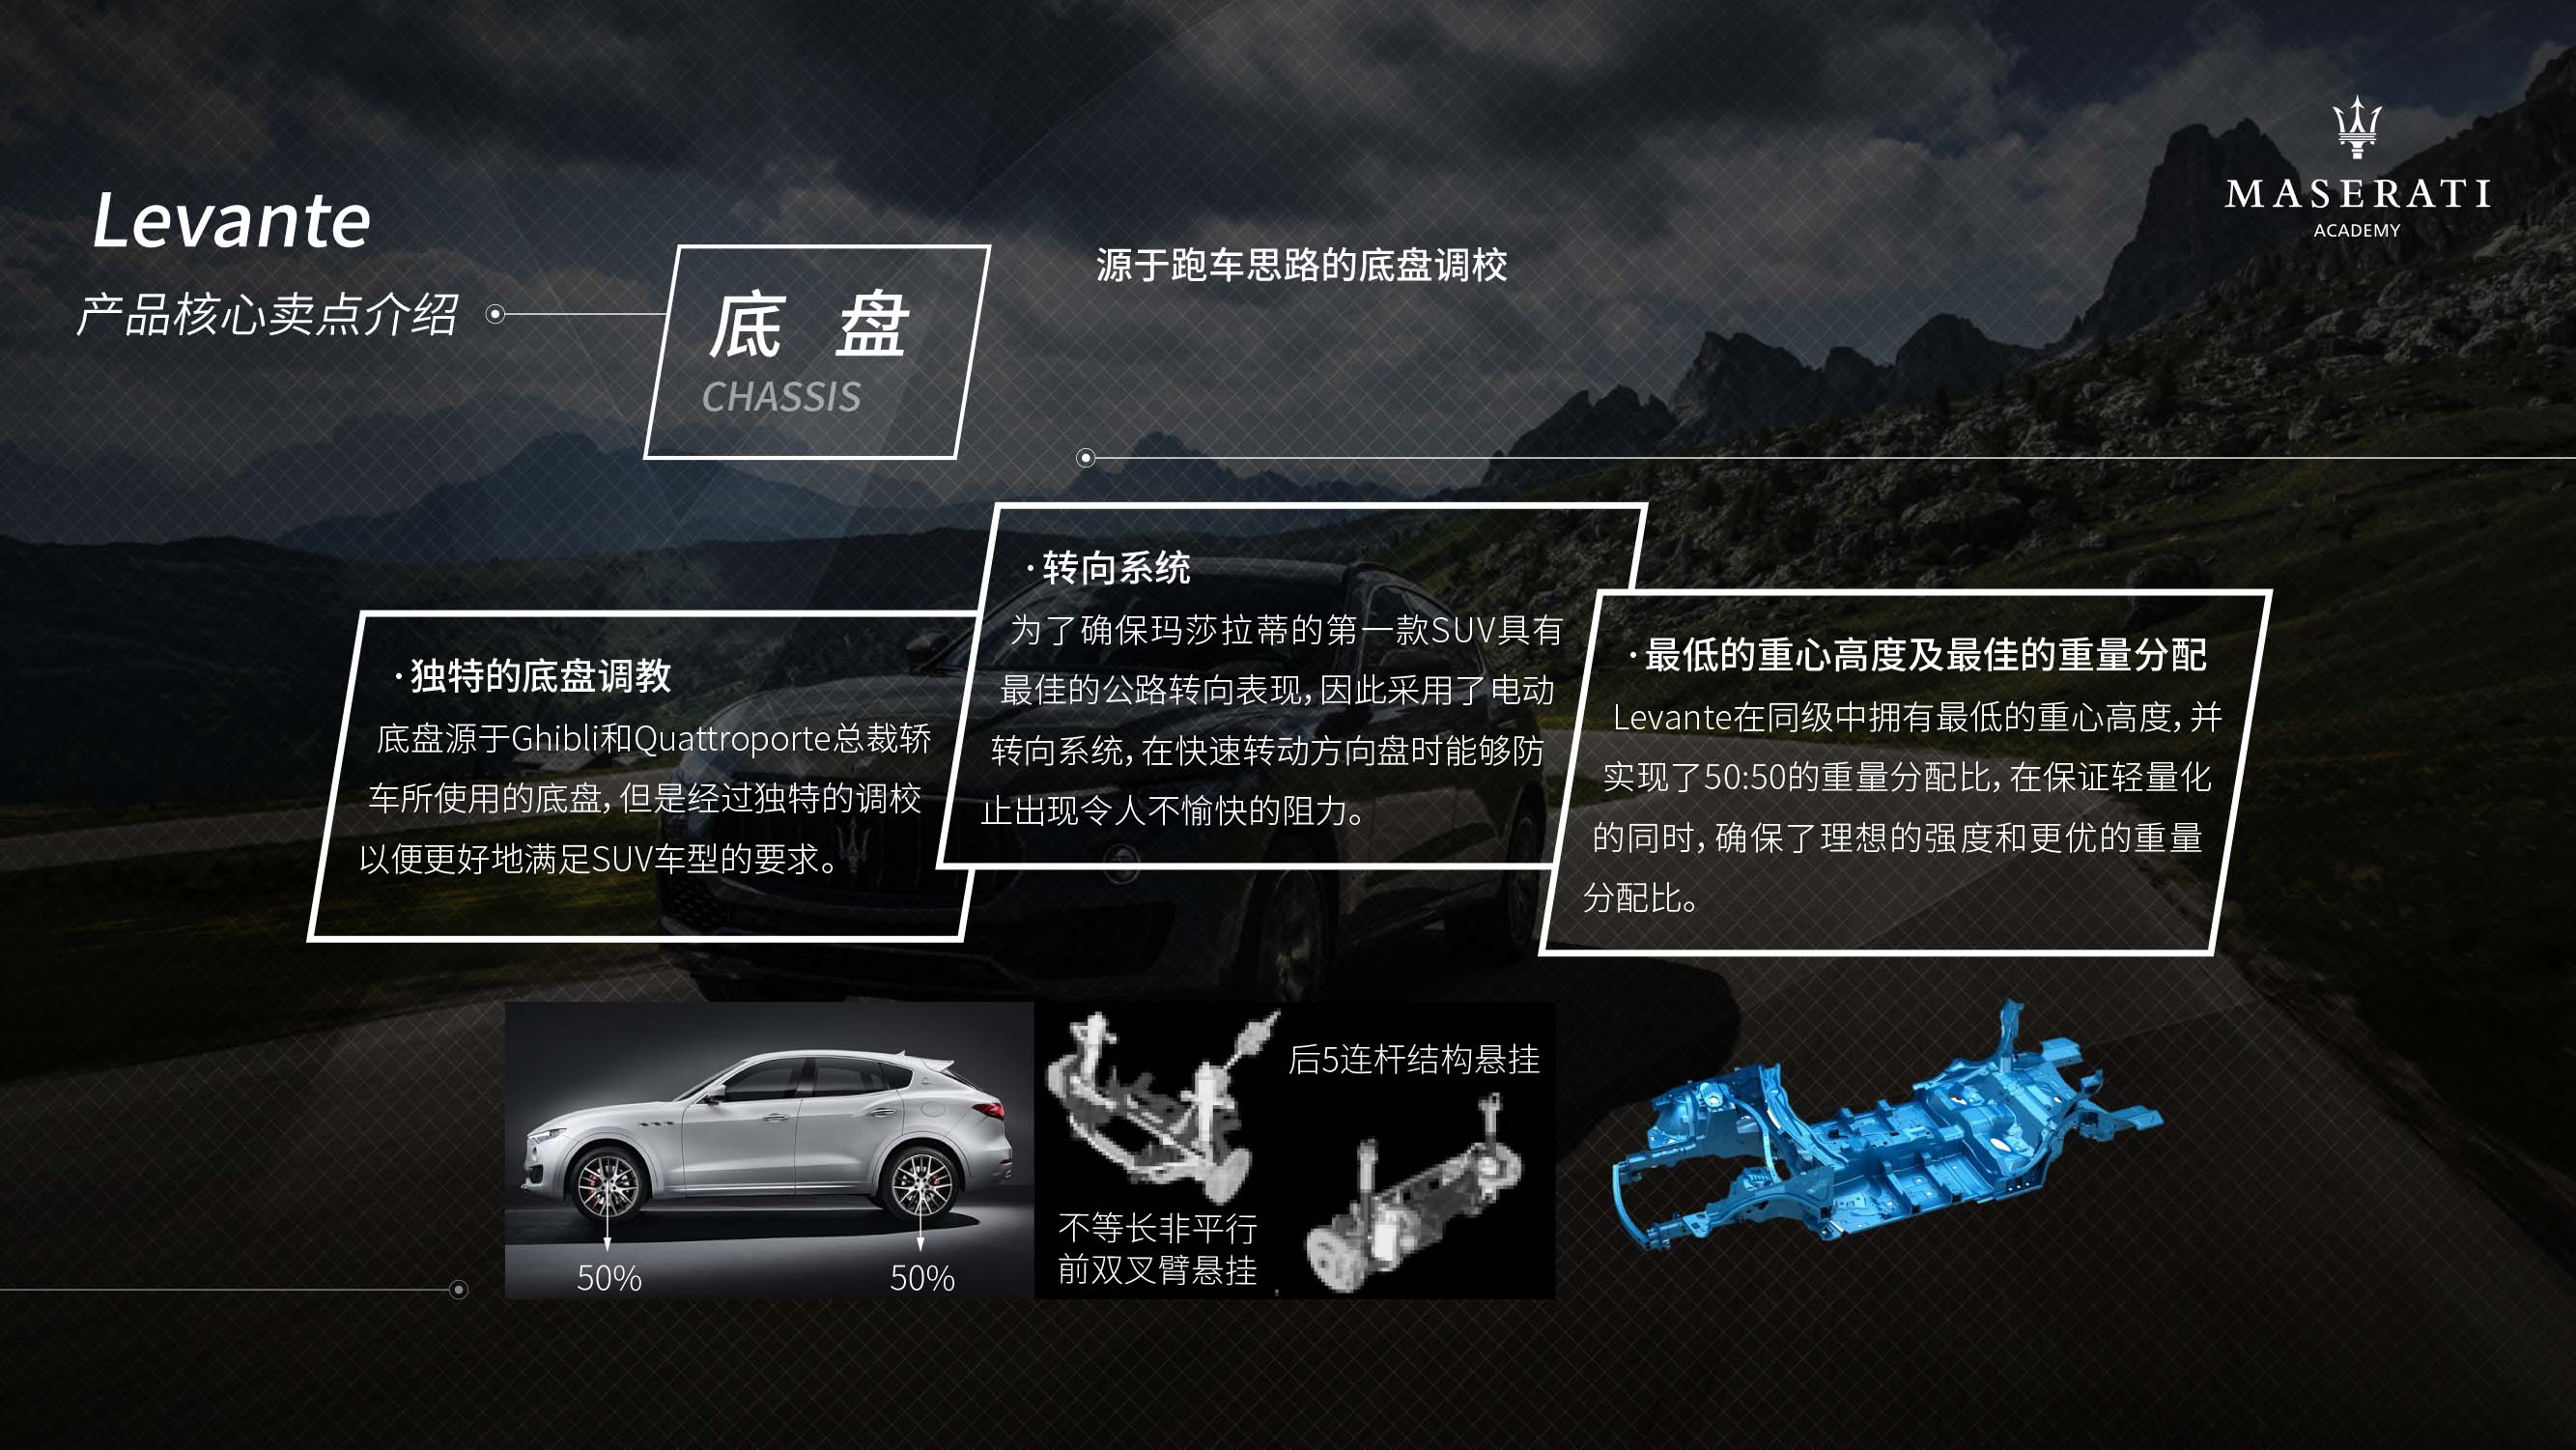 Levante
产品核心卖点介绍
底 盘
CHASSIS
源于跑车思路的底盘调校
MASERATI
ACADEMY
·独特的底盘调教
底盘源于Ghibli和Quattroporte总裁轿
车所使用的底盘，但是经过独特的调校
以便更好地满足SUV车型的要求。
·转向系统
为了确保玛莎拉蒂的第一款SUV具有
最佳的公路转向表现，因此采用了电动
转向系统，在快速转动方向盘时能够防
止出现令人不愉快的阻力。
·最低的重心高度及最佳的重量分配
Levante在同级中拥有最低的重心高度，并
实现了50:50的重量分配比，在保证轻量化
的同时，确保了理想的强度和更优的重量
分配比。
50%
50%
不等长非平行
前双叉臂悬挂
后5连杆结构悬挂